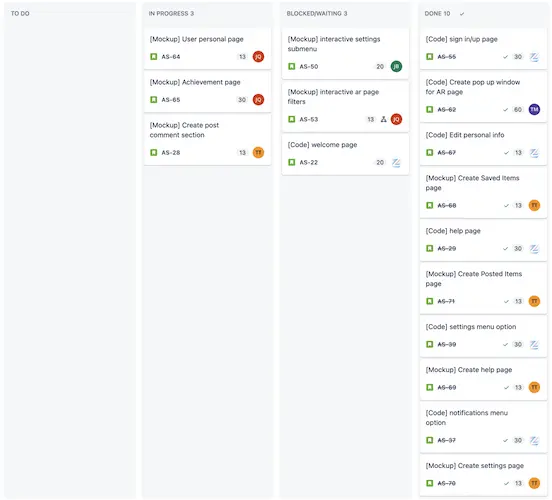 TO DO
IN PROGRESS 3
[Mockup] User personal page
AS-64 13 JQ
[Mockup] Achievement page
AS-65 30 JQ
[Mockup] Create post
comment section
AS-28 13 TT
BLOCKED/WAITING 3
[Mockup] interactive settings
submenu
AS-50 20 JB
[Mockup] interactive ar page
filters
AS-53 13 JQ
[Code] welcome page
AS-22 20
DONE 10
[Code] sign in/up page
AS-55 30
[Code] Create pop up window
for AR page
AS-62 60 TM
[Code] Edit personal info
AS-67 13
[Mockup] Create Saved Items
page
AS-68 13 TT
[Code] help page
AS-29 30
[Mockup] Create Posted Items
page
AS-71 13 TT
[Code] settings menu option
AS-39 30
[Mockup] Create help page
AS-69 13 TT
[Code] notifications menu
option
AS-37 30
[Mockup] Create settings page
AS-70 13 TT